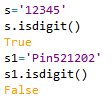 s='12345'
s.isdigit()
True
s1='Pin521202'
s1.isdigit()
False